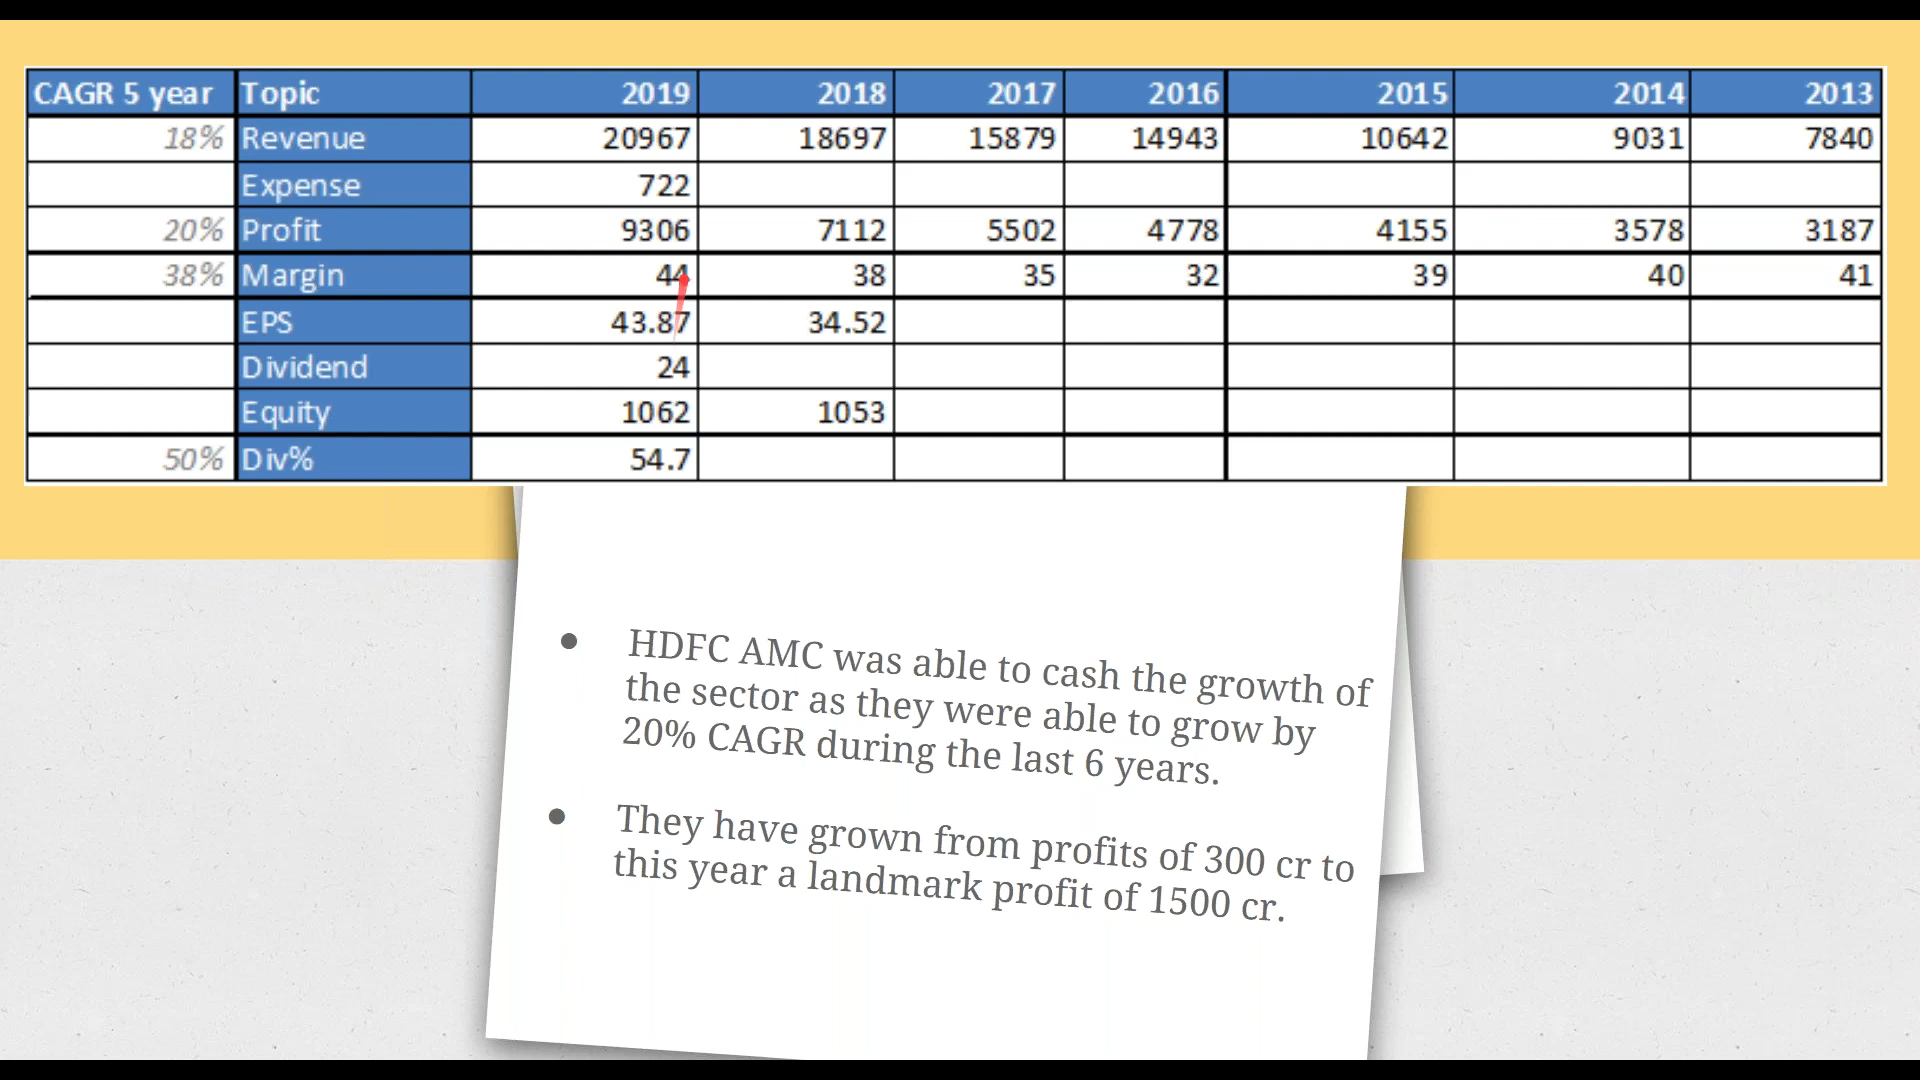 CAGR 5 year Topic 2019 2018 2017 2016 2015 2014 2013
18% Revenue 20967 18697 15879 14943 10642 9031 7840
Expense 722
20% Profit 9306 7112 5502 4778 4155 3578 3187
38% Margin 44 38 35 32 39 40 41
EPS 43.87 34.52
Dividend 24
Equity 1062 1053
50% Div% 54.7
● HDFC AMC was able to cash the growth of
the sector as they were able to grow by
20% CAGR during the last 6 years.
● They have grown from profits of 300 cr to
this year a landmark profit of 1500 cr.